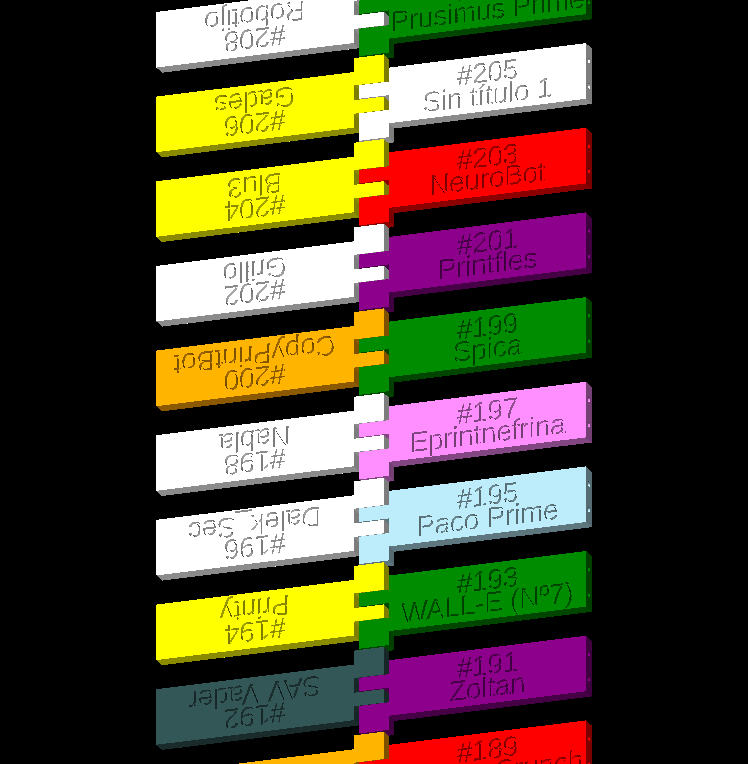 Robotijo
#208
Prusimus Prime
Gades
#206
#205
Sin título 1
Blu3
#204
#203
NeuroBot
Grillo
#202
#201
Printfles
CopyPrintBot
#200
#199
Spica
Nabla
#198
#197
Eprintnefrina
Dalek_Sec
#196
#195
Paco Prime
Printy
#194
#193
WALL-E (Nº7)
SAV Vader
#192
#191
Zoltan
#189
Crunch